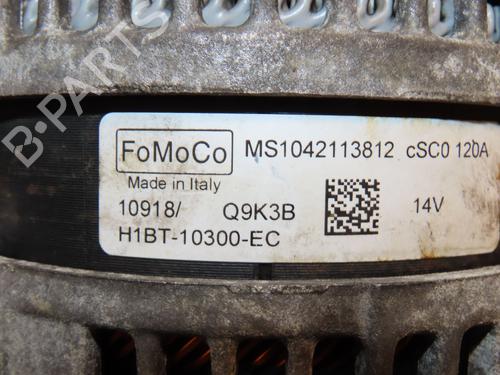 FoMoCo MS1042113812 cSC0 120A
Made in Italy
10918/ Q9K3B 14V
H1BT-10300-EC
B-PARTS